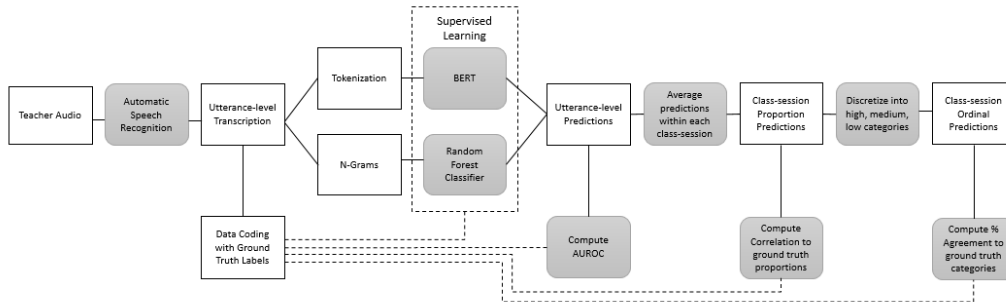 Supervised
Learning
Teacher Audio
Automatic
Speech
Recognition
Utterance-level
Transcription
Tokenization
BERT
N-Grams
Random
Forest
Classifier
Utterance-level
Predictions
Average
predictions
within each
class-session
Class-session
Proportion
Predictions
Discretize into
high, medium,
low categories
Class-session
Ordinal
Predictions
Data Coding
with Ground
Truth Labels
Compute
AUROC
Compute
Correlation to
ground truth
proportions
Compute %
Agreement to
ground truth
categories